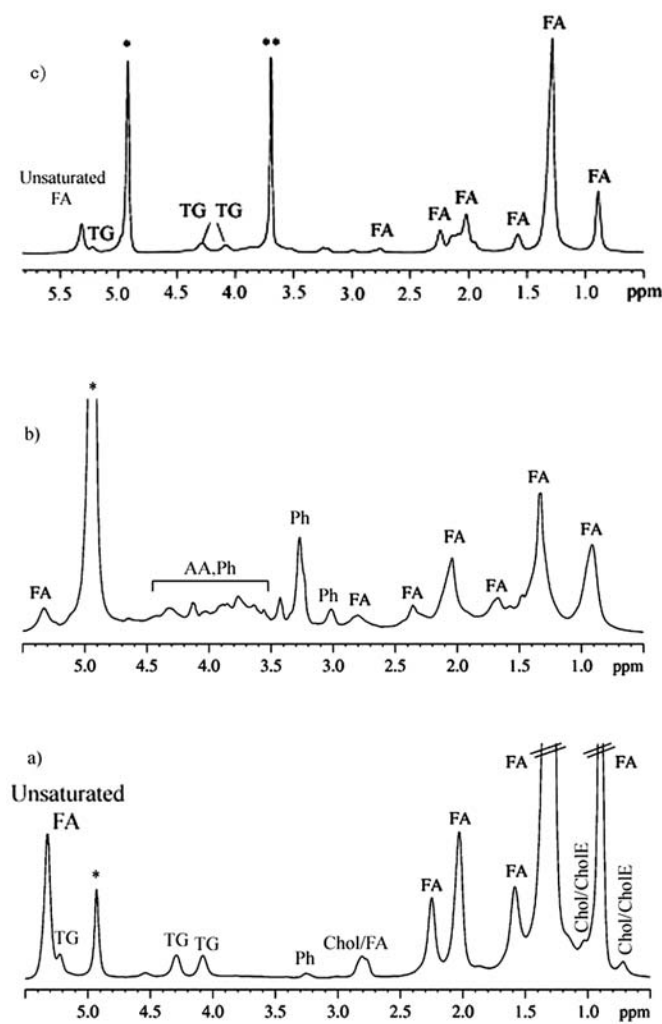 FA
* **
c)
Unsaturated
FA
TG TG TG FA FA FA FA FA
5.5 5.0 4.5 4.0 3.5 3.0 2.5 2.0 1.5 1.0 ppm
*
b)
FA
Ph
FA FA
AA,Ph
FA Ph FA FA FA
5.0 4.5 4.0 3.5 3.0 2.5 2.0 1.5 1.0 ppm
a)
FA FA
Unsaturated
FA
FA
*
FA FA
Chol/CholE
Chol/CholE
TG TG TG Ph Chol/FA
5.0 4.5 4.0 3.5 3.0 2.5 2.0 1.5 1.0 ppm